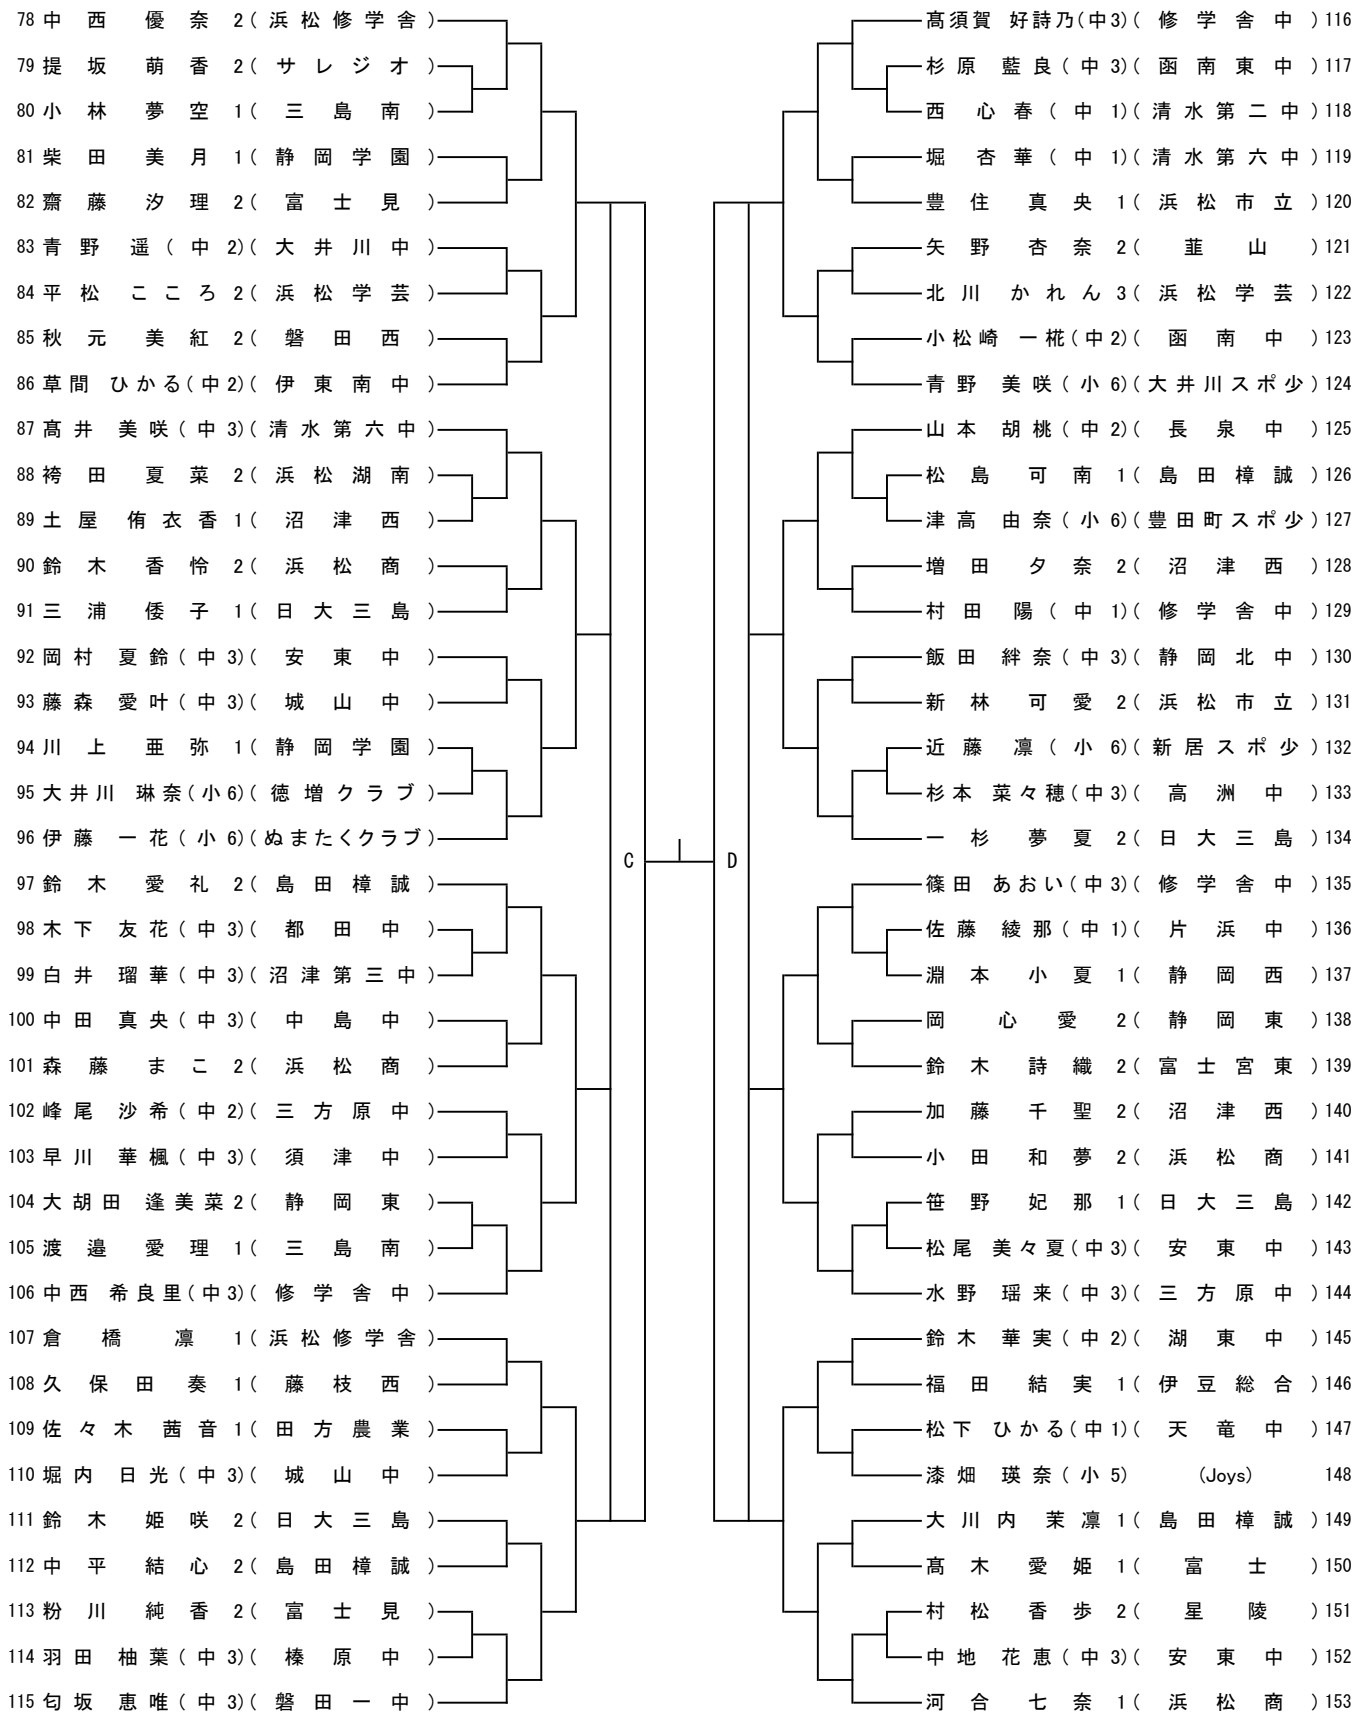 78 中西 優奈 2(浜松修学舎)
79 提坂 萌香 2(サレジオ)
80 小林 夢空 1(三島南)
81 柴田 美月 1(静岡学園)
82 齋藤 汐理 2(富士見)
83 青野 遥(中2)(大井川中)
84 平松 こころ 2(浜松学芸)
85 秋元 美紅 2(磐田西)
86 草間 ひかる(中2)(伊東南中)
87 髙井 美咲(中3)(清水第六中)
88 袴田 夏菜 2(浜松湖南)
89 土屋 侑衣香 1(沼津西)
90 鈴木 香怜 2(浜松商)
91 三浦 倭子 1(日大三島)
92 岡村 夏鈴(中3)(安東中)
93 藤森 愛叶(中3)(城山中)
94 川上 亜弥 1(静岡学園)
95 大井川 琳奈(小6)(徳増クラブ)
96 伊藤 一花(小6)(ぬまたくクラブ)
97 鈴木 愛礼 2(島田樟誠)
98 木下 友花(中3)(都田中)
99 白井 瑠華(中3)(沼津第三中)
100 中田 真央(中3)(中島中)
101 森藤 まこ 2(浜松商)
102 峰尾 沙希(中2)(三方原中)
103 早川 華楓(中3)(須津中)
104 大胡田 逢美菜 2(静岡東)
105 渡邉 愛理 1(三島南)
106 中西 希良里(中3)(修学舎中)
107 倉橋 凛 1(浜松修学舎)
108 久保田 奏 1(藤枝西)
109 佐々木 茜音 1(田方農業)
110 堀内 日光(中3)(城山中)
111 鈴木 姫咲 2(日大三島)
112 中平 結心 2(島田樟誠)
113 粉川 純香 2(富士見)
114 羽田 柚葉(中3)(榛原中)
115 匂坂 恵唯(中3)(磐田一中)
C
D
髙須賀 好詩乃(中3)(修学舎中)116
杉原 藍良(中3)(函南東中)117
西 心春(中1)(清水第二中)118
堀 杏華(中1)(清水第六中)119
豊住 真央 1(浜松市立)120
矢野 杏奈 2(韮山)121
北川 かれん 3(浜松学芸)122
小松崎 一椛(中2)(函南中)123
青野 美咲(小6)(大井川スポ少)124
山本 胡桃(中2)(長泉中)125
松島 可南 1(島田樟誠)126
津高 由奈(小6)(豊田町スポ少)127
増田 夕奈 2(沼津西)128
村田 陽(中1)(修学舎中)129
飯田 絆奈(中3)(静岡北中)130
新林 可愛 2(浜松市立)131
近藤 凛(小6)(新居スポ少)132
杉本 菜々穂(中3)(高洲中)133
一杉 夢夏 2(日大三島)134
篠田 あおい(中3)(修学舎中)135
佐藤 綾那(中1)(片浜中)136
淵本 小夏 1(静岡西)137
岡 心愛 2(静岡東)138
鈴木 詩織 2(富士宮東)139
加藤 千聖 2(沼津西)140
小田 和夢 2(浜松商)141
笹野 妃那 1(日大三島)142
松尾 美々夏(中3)(安東中)143
水野 瑶来(中3)(三方原中)144
鈴木 華実(中2)(湖東中)145
福田 結実 1(伊豆総合)146
松下 ひかる(中1)(天竜中)147
漆畑 瑛奈(小5) (Joys) 148
大川内 茉凛 1(島田樟誠)149
髙木 愛姫 1(富士)150
村松 香歩 2(星陵)151
中地 花恵(中3)(安東中)152
河合 七奈 1(浜松商)153